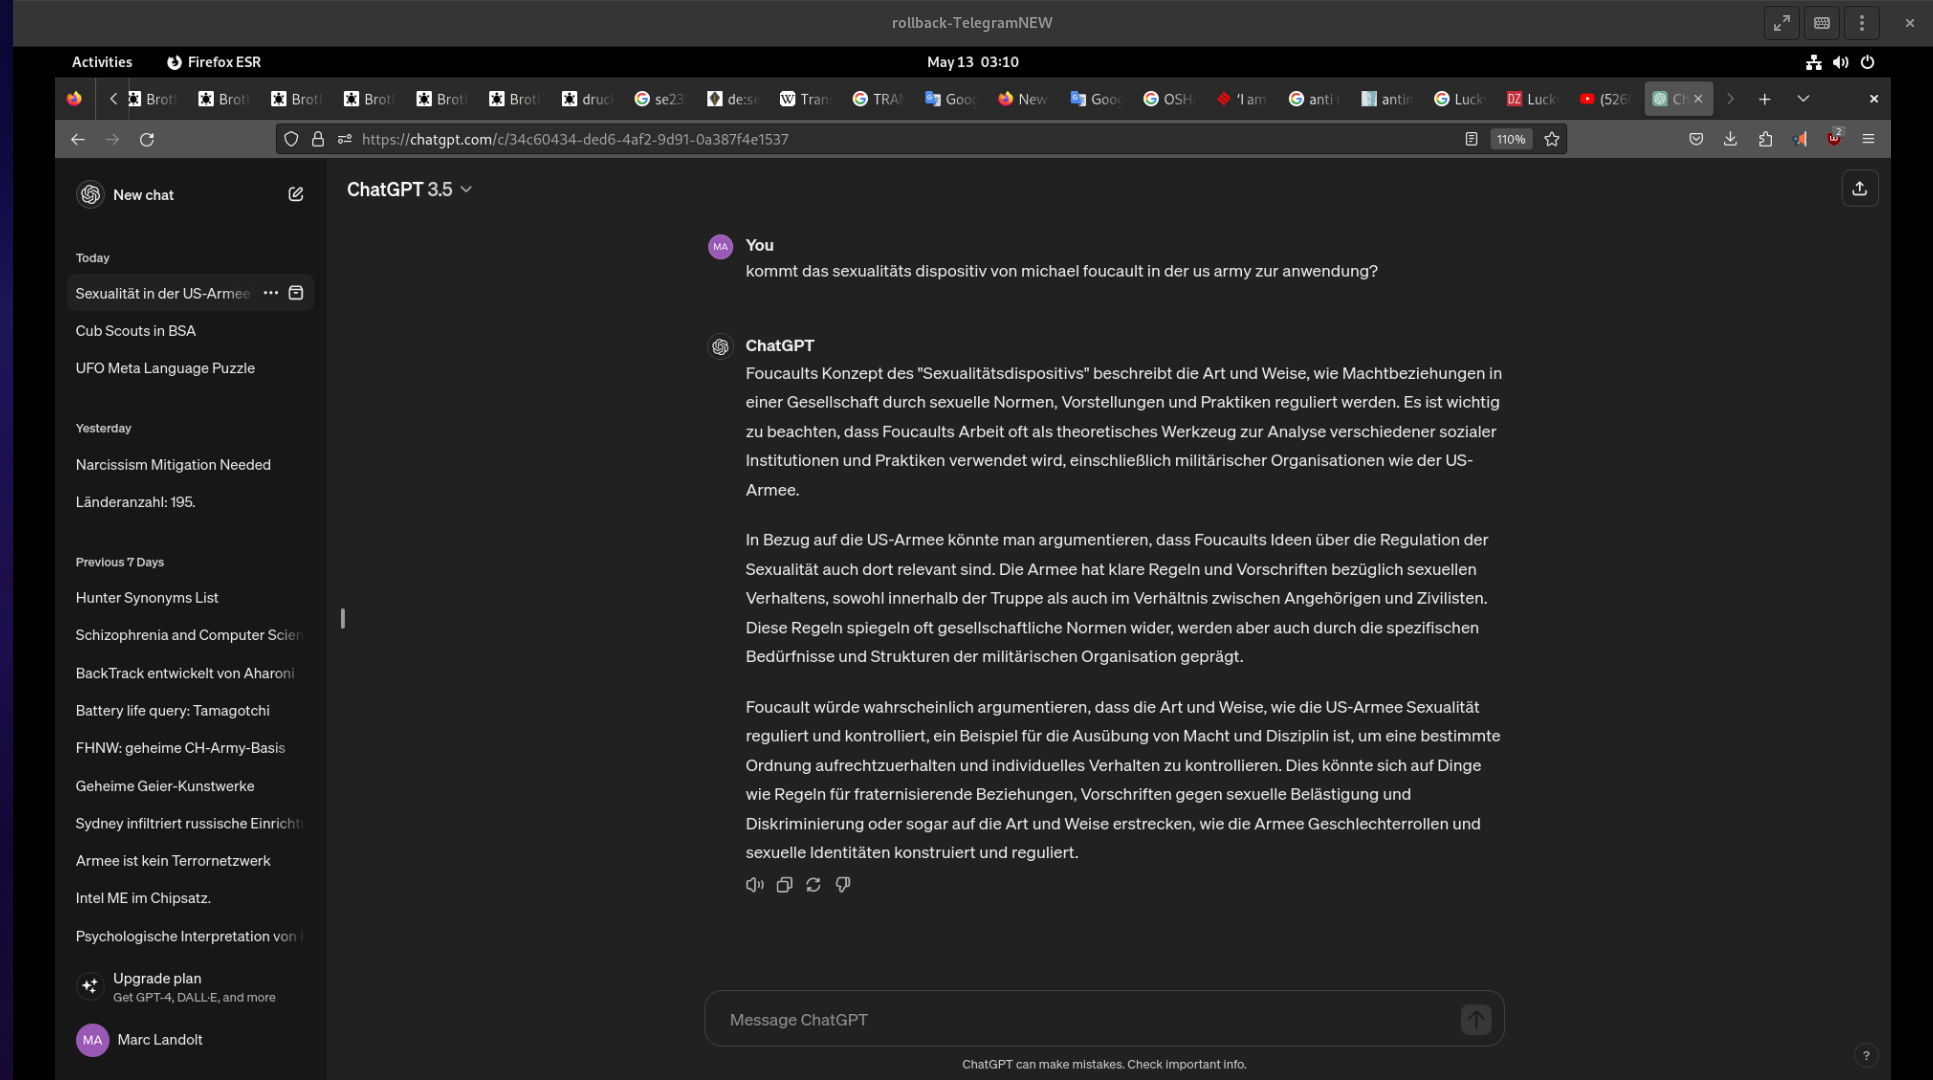 rollback-TelegramNEW
Activities
Firefox ESR
May 13 03:10
Brot
Brot
Brot
Brot
Brot
Brot
druc
se23
de:se
Tran
TRA
Goog
New
Goog
OSH
'I am
anti
antin
Luck
Luck
(526
Ch
https://chatgpt.com/c/34c60434-ded6-4af2-9d91-0a387f4e1537
110%
2
New chat
ChatGPT 3.5
Today
Sexualität in der US-Armee
Cub Scouts in BSA
UFO Meta Language Puzzle
Yesterday
Narcissism Mitigation Needed
Länderanzahl: 195.
Previous 7 Days
Hunter Synonyms List
Schizophrenia and Computer Scien
BackTrack entwickelt von Aharoni
Battery life query: Tamagotchi
FHNW: geheime CH-Army-Basis
Geheime Geier-Kunstwerke
Sydney infiltriert russische Einricht
Armee ist kein Terrornetzwerk
Intel ME im Chipsatz.
Psychologische Interpretation von
Upgrade plan
Get GPT-4, DALL·E, and more
MA
Marc Landolt
MA
You
kommt das sexualitäts dispositiv von michael foucault in der us army zur anwendung?
ChatGPT
Foucaults Konzept des "Sexualitätsdispositivs" beschreibt die Art und Weise, wie Machtbeziehungen in
einer Gesellschaft durch sexuelle Normen, Vorstellungen und Praktiken reguliert werden. Es ist wichtig
zu beachten, dass Foucaults Arbeit oft als theoretisches Werkzeug zur Analyse verschiedener sozialer
Institutionen und Praktiken verwendet wird, einschließlich militärischer Organisationen wie der US-
Armee.
In Bezug auf die US-Armee könnte man argumentieren, dass Foucaults Ideen über die Regulation der
Sexualität auch dort relevant sind. Die Armee hat klare Regeln und Vorschriften bezüglich sexuellen
Verhaltens, sowohl innerhalb der Truppe als auch im Verhältnis zwischen Angehörigen und Zivilisten.
Diese Regeln spiegeln oft gesellschaftliche Normen wider, werden aber auch durch die spezifischen
Bedürfnisse und Strukturen der militärischen Organisation geprägt.
Foucault würde wahrscheinlich argumentieren, dass die Art und Weise, wie die US-Armee Sexualität
reguliert und kontrolliert, ein Beispiel für die Ausübung von Macht und Disziplin ist, um eine bestimmte
Ordnung aufrechtzuerhalten und individuelles Verhalten zu kontrollieren. Dies könnte sich auf Dinge
wie Regeln für fraternisierende Beziehungen, Vorschriften gegen sexuelle Belästigung und
Diskriminierung oder sogar auf die Art und Weise erstrecken, wie die Armee Geschlechterrollen und
sexuelle Identitäten konstruiert und reguliert.
Message ChatGPT
ChatGPT can make mistakes. Check important info.
?